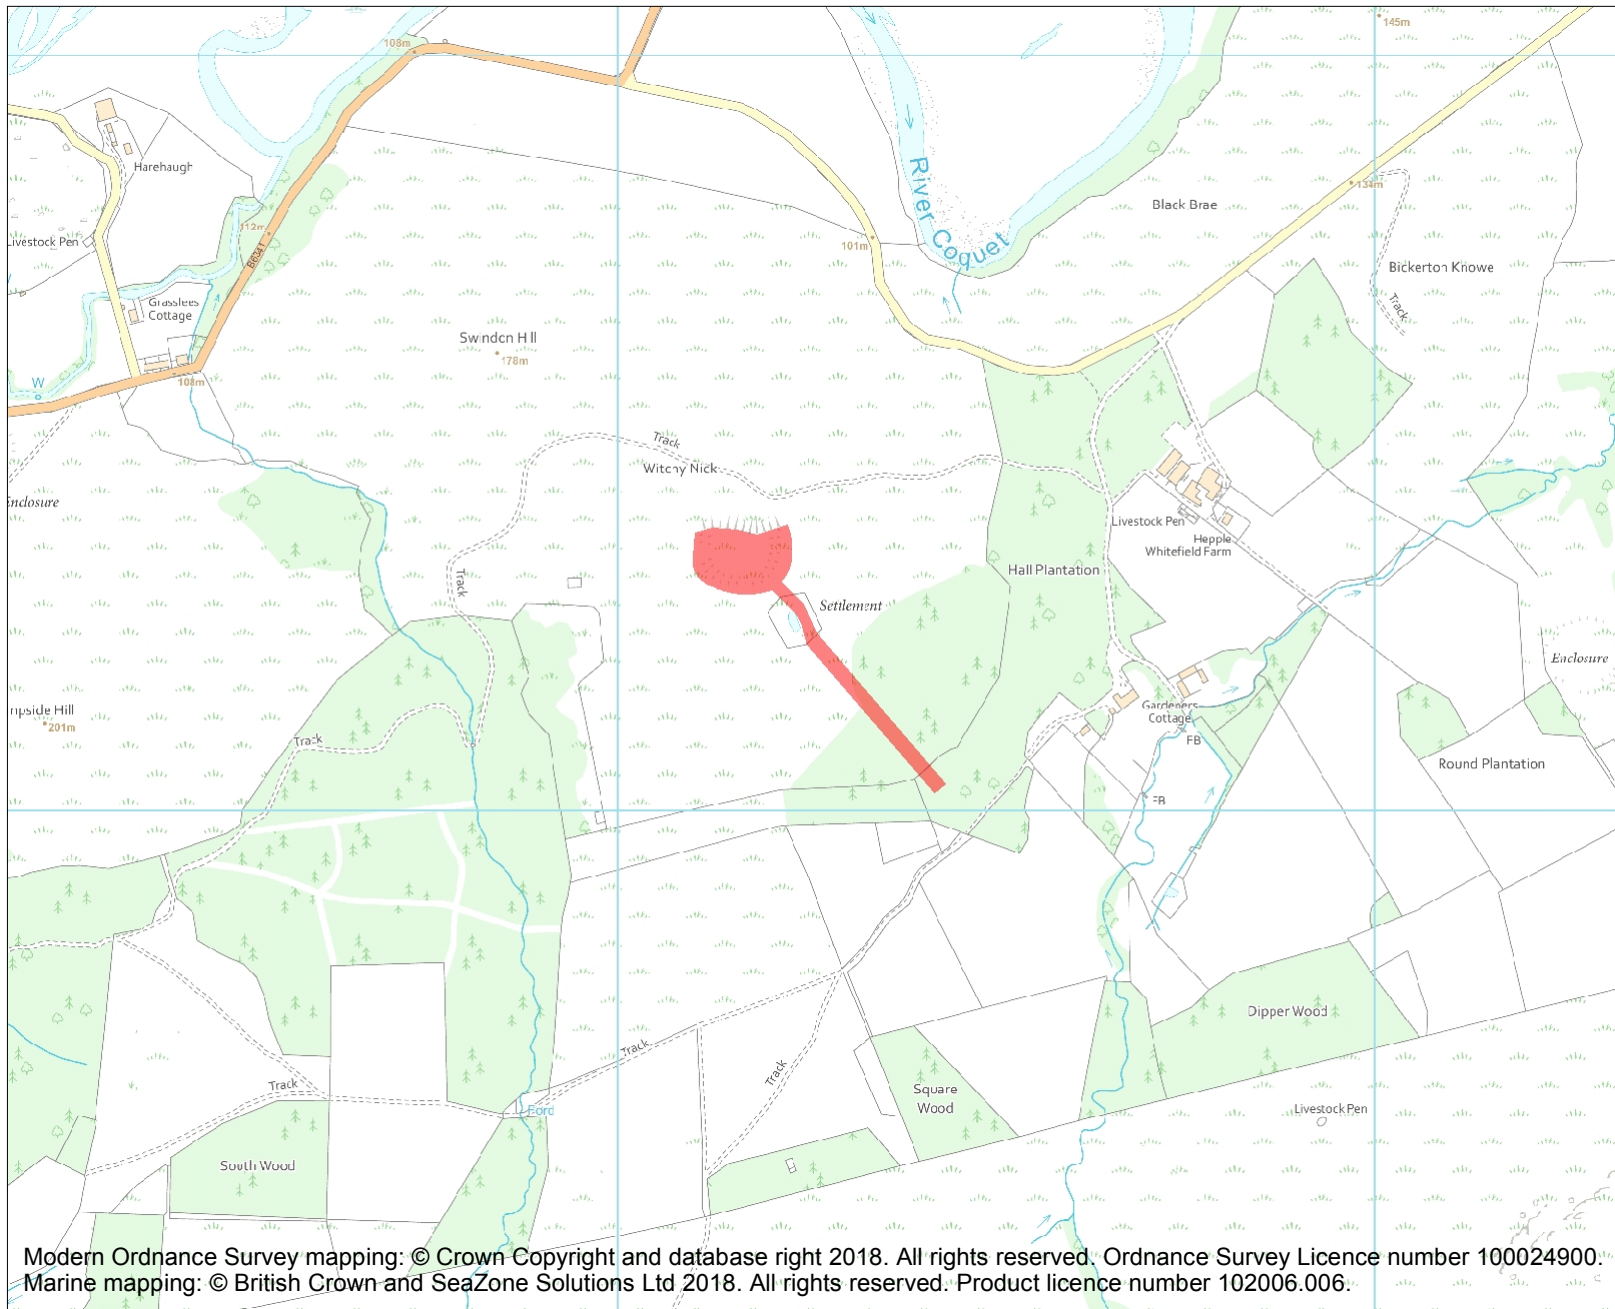 145m
108m
River Coquet
Harehaugh
134m
Black Brae
112m
B6341
101m
Livestock Pen
Bickerton Knowe
Track
Grasslees
Cottage
Swindon Hill
178m
W
108m
Track
Witchy Nick
Enclosure
Livestock Pen
Hepple
Whitefield Farm
Hall Plantation
Track
Settlement
Enclosure
Gardeners
Cottage
npside Hill
201m
Track
FB
Round Plantation
FB
Dipper Wood
Track
Track
Track
Square
Wood
Ford
Livestock Pen
South Wood
Modern Ordnance Survey mapping: © Crown Copyright and database right 2018. All rights reserved. Ordnance Survey Licence number 100024900.
Marine mapping: © British Crown and SeaZone Solutions Ltd 2018. All rights reserved. Product licence number 102006.006.